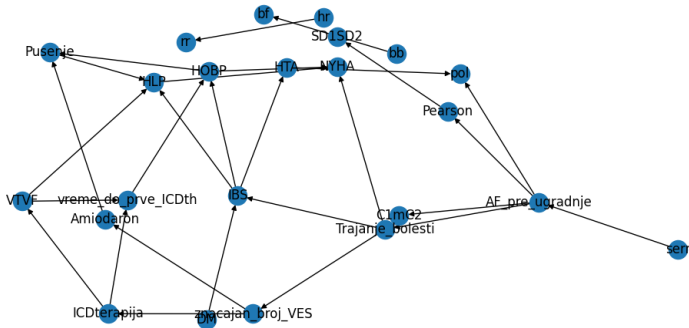 bf
hr
SD1SD2
rr
Pusenje
bb
HLP
HOBP
HTA
NYHA
pol
Pearson
VTVF
vreme_do_prve_ICDth
IBS
AF_pre_ugradnje
Amiodaron
C1mC2
Trajanje_bolesti
ICDterapija
DM
znacajan_broj_VES